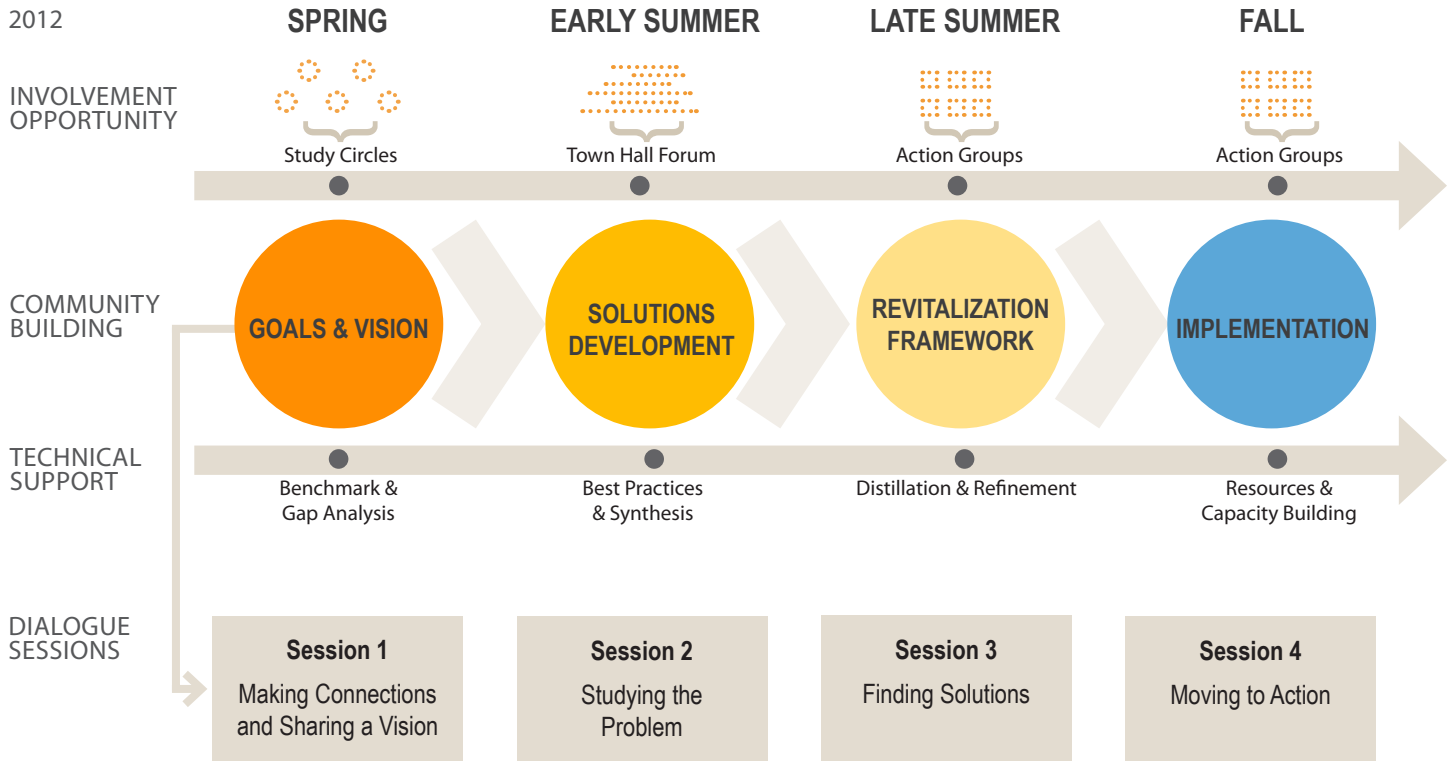 2012
SPRING
EARLY SUMMER
LATE SUMMER
FALL
INVOLVEMENT
OPPORTUNITY
Study Circles
Town Hall Forum
Action Groups
Action Groups
COMMUNITY
BUILDING
GOALS & VISION
SOLUTIONS
DEVELOPMENT
REVITALIZATION
FRAMEWORK
IMPLEMENTATION
TECHNICAL
SUPPORT
Benchmark &
Gap Analysis
Best Practices
& Synthesis
Distillation & Refinement
Resources &
Capacity Building
DIALOGUE
SESSIONS
Session 1
Making Connections
and Sharing a Vision
Session 2
Studying the
Problem
Session 3
Finding Solutions
Session 4
Moving to Action